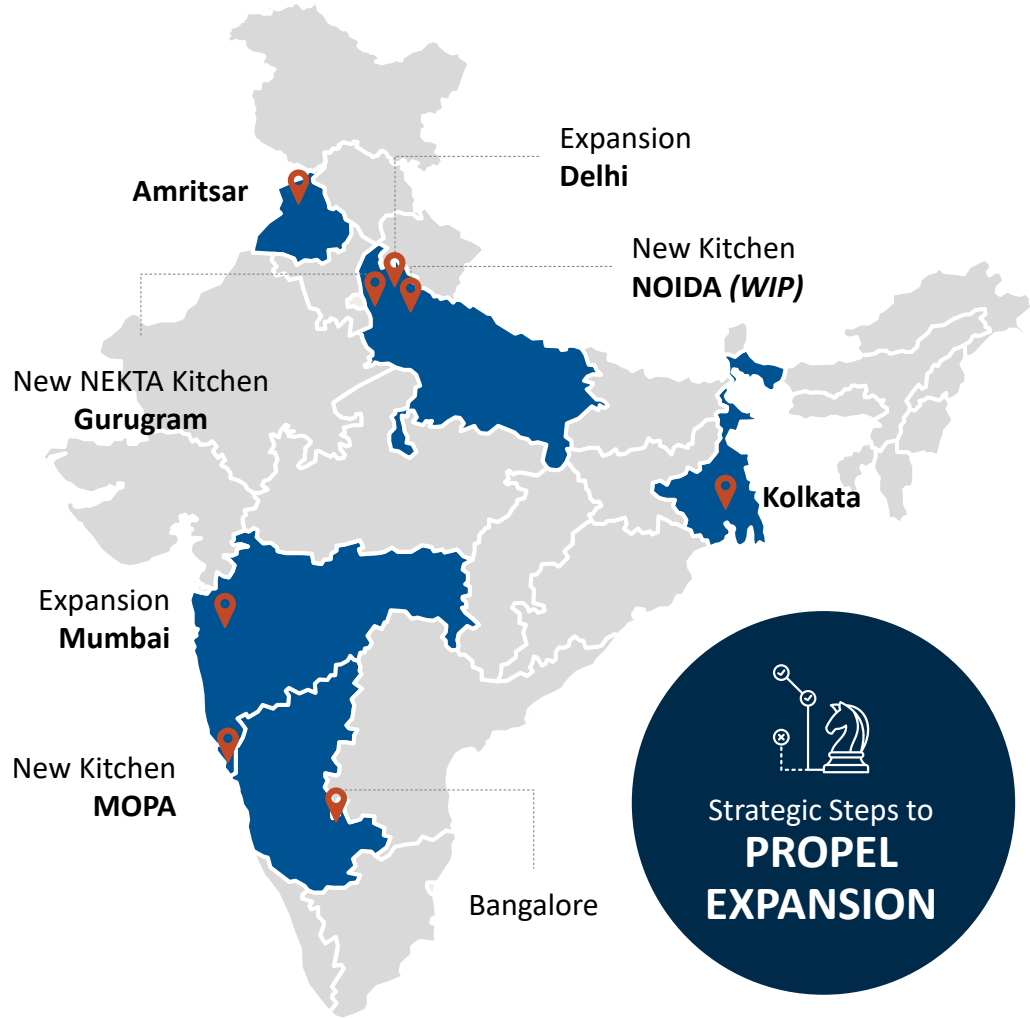 Expansion
Delhi
Amritsar
New Kitchen
NOIDA (WIP)
New NEKTA Kitchen
Gurugram
Kolkata
Expansion
Mumbai
New Kitchen
MOPA
Bangalore
Strategic Steps to
PROPEL
EXPANSION